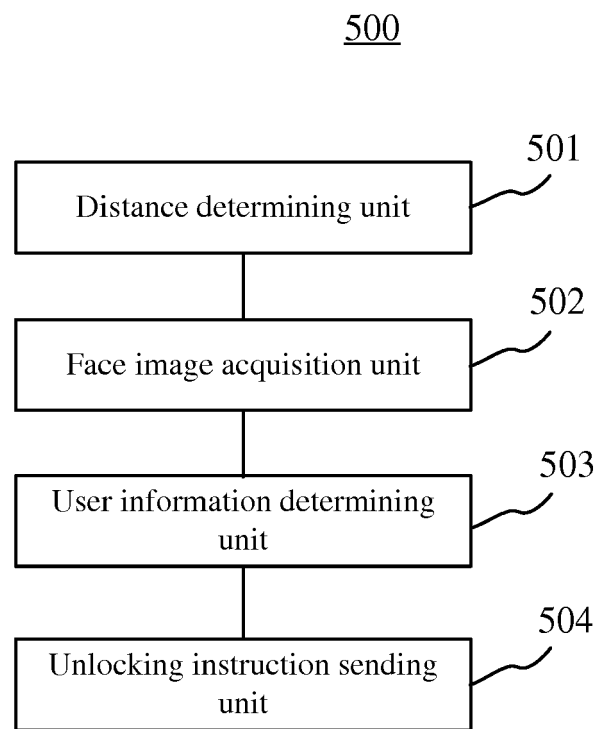 500
501
Distance determining unit
502
Face image acquisition unit
503
User information determining
unit
504
Unlocking instruction sending
unit